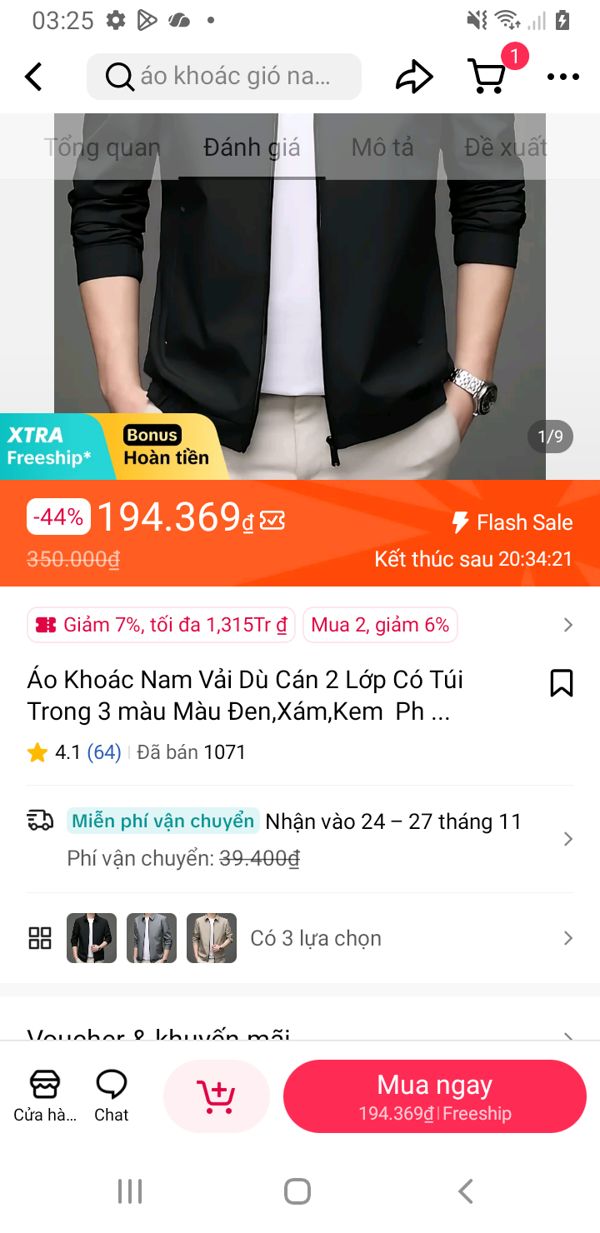 03:25
1
áo khoác gió na...
Tổng quan
Đánh giá
Mô tả
Đề xuất
XTRA
Freeship*
Bonus
Hoàn tiền
1/9
-44%
194.369₫
Flash Sale
350.000₫
Kết thúc sau 20:34:21
Giảm 7%, tối đa 1,315Tr ₫
Mua 2, giảm 6%
Áo Khoác Nam Vải Dù Cán 2 Lớp Có Túi
Trong 3 màu Màu Đen,Xám,Kem Ph ...
4.1 (64)
Đã bán 1071
Miễn phí vận chuyển Nhận vào 24 – 27 tháng 11
Phí vận chuyển: 39.400₫
Có 3 lựa chọn
Voucher & khuyến mãi
Cửa hà...
Chat
Mua ngay
194.369₫ | Freeship